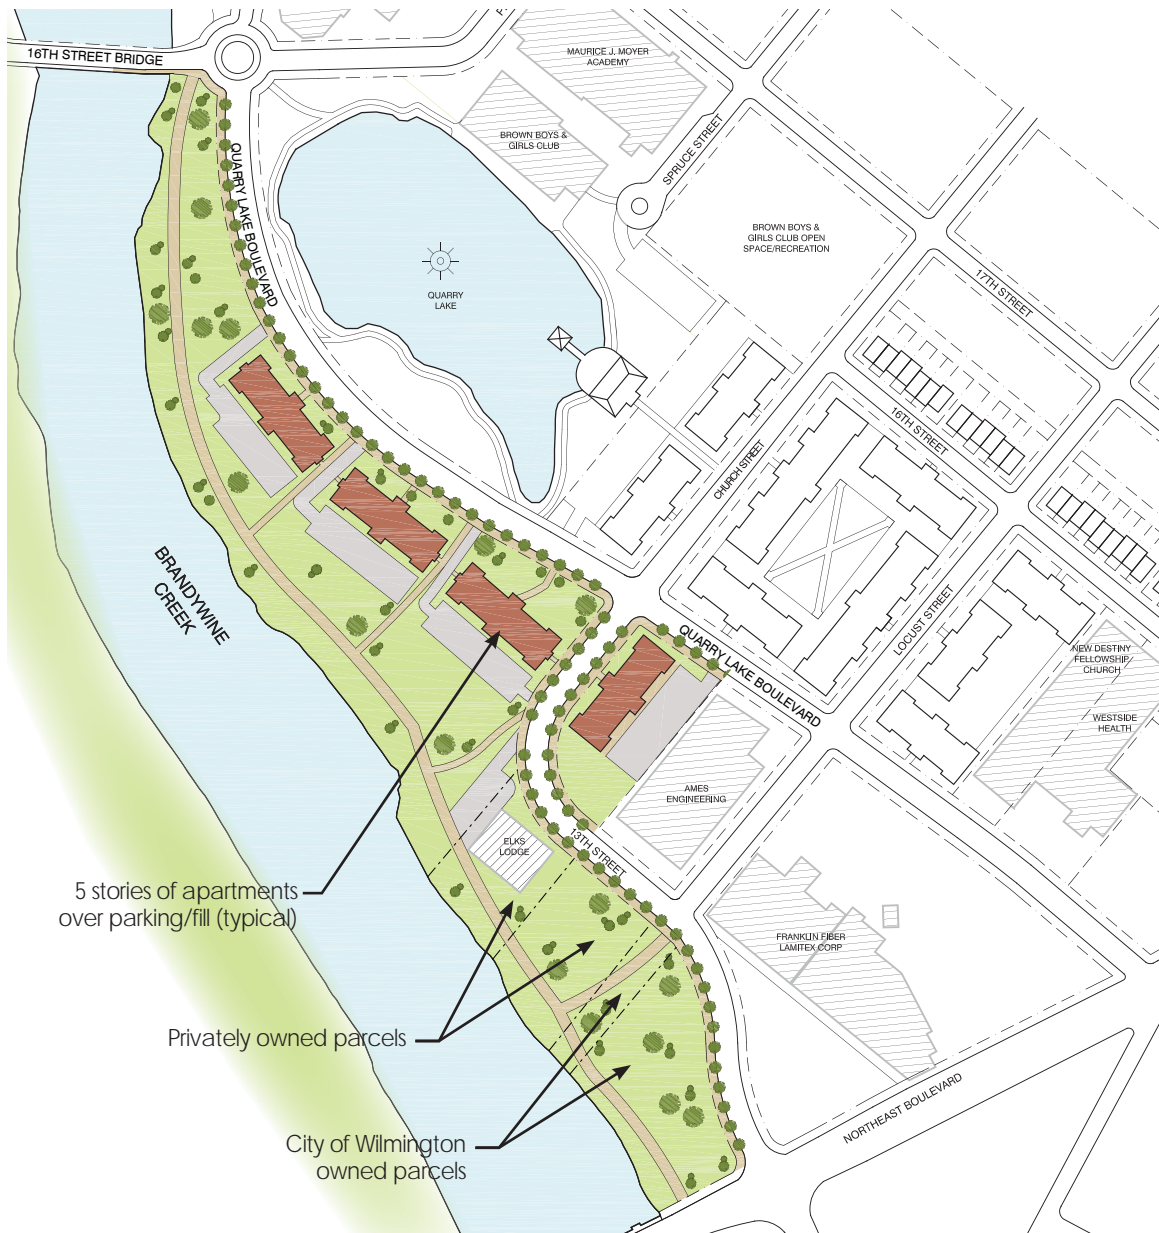 16TH STREET BRIDGE
MAURICE J. MOYER
ACADEMY
BROWN BOYS &
GIRLS CLUB
SPRUCE STREET
QUARRY LAKE BOULEVARD
BROWN BOYS &
GIRLS CLUB OPEN
SPACE/RECREATION
QUARRY
LAKE
17TH STREET
16TH STREET
CHURCH STREET
BRANDYWINE
CREEK
LOCUST STREET
QUARRY LAKE BOULEVARD
NEW DESTINY
FELLOWSHIP
CHURCH
WESTSIDE
HEALTH
AMES
ENGINEERING
13TH STREET
ELKS
LODGE
5 stories of apartments
over parking/fill (typical)
FRANKLIN FIBER
LAMITEX CORP
Privately owned parcels
NORTHEAST BOULEVARD
City of Wilmington
owned parcels